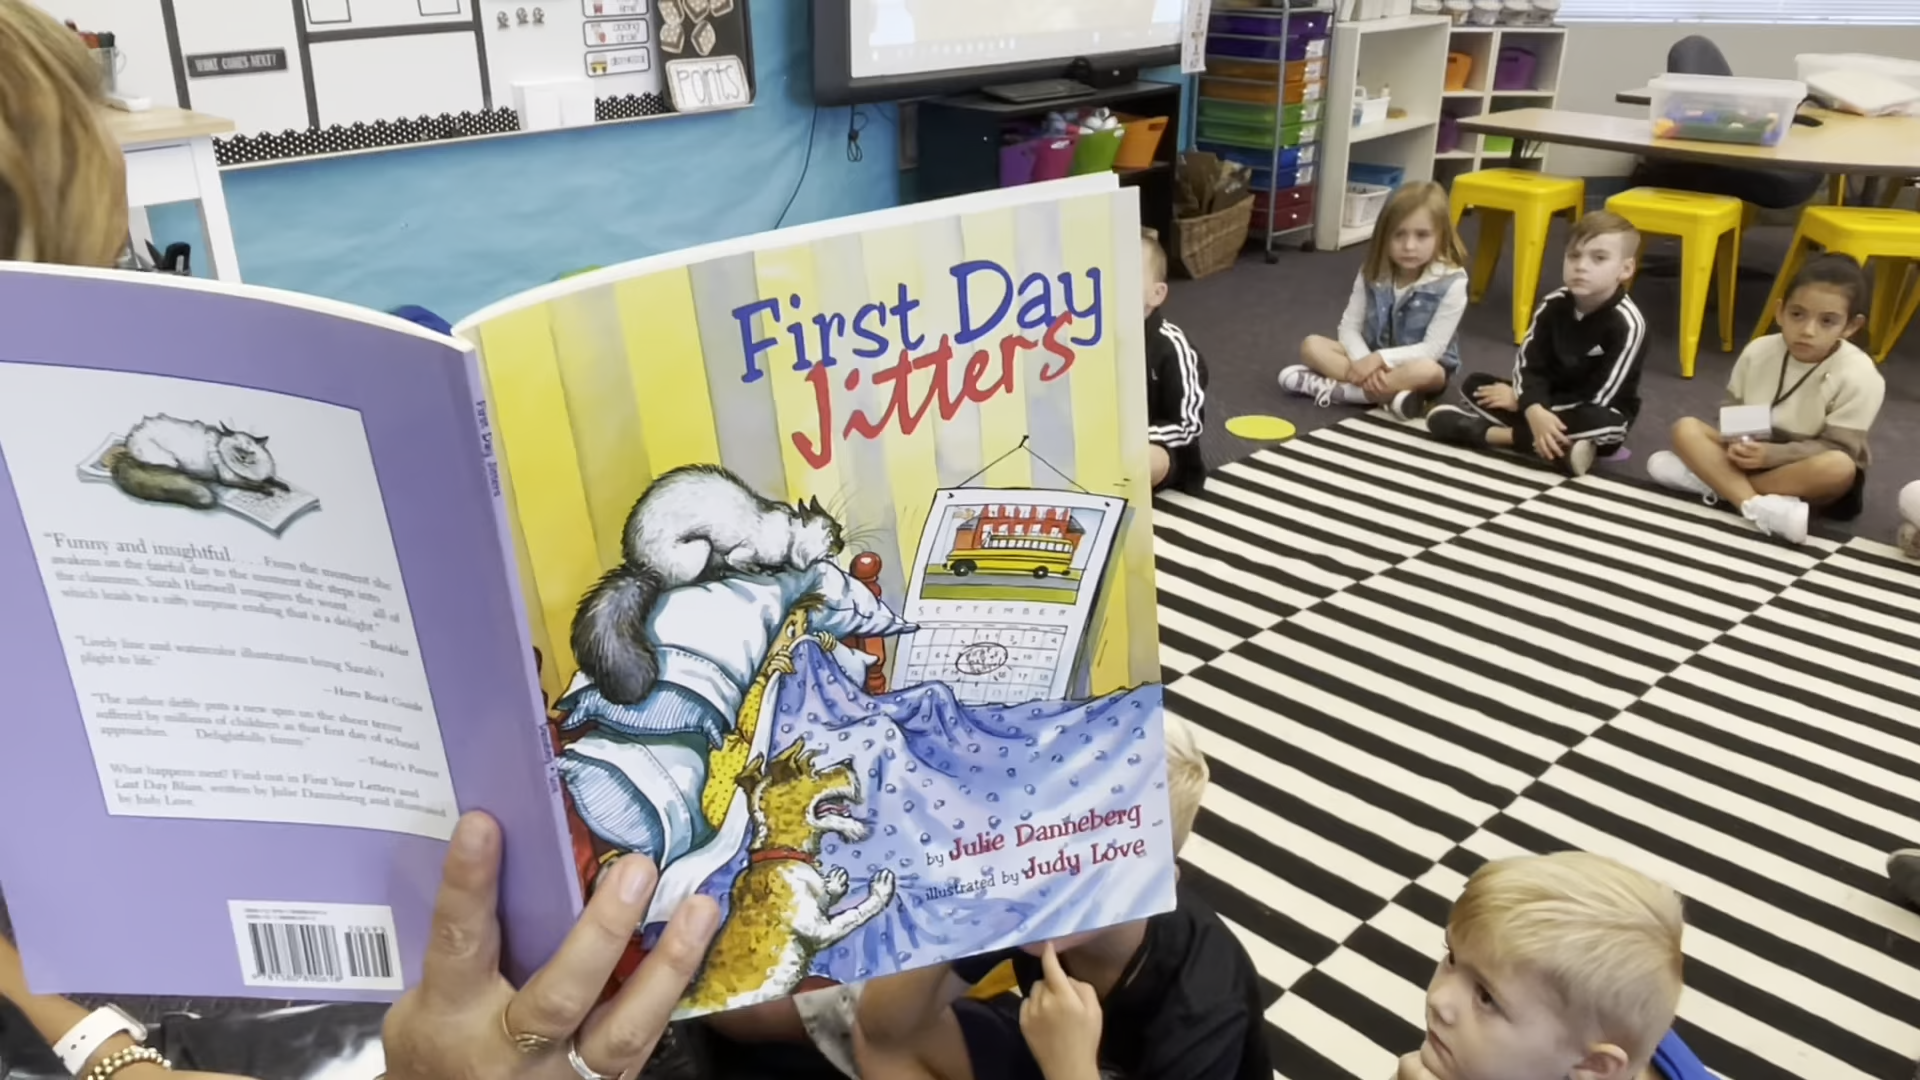 WHAT COMES NEXT?
dismissal
POINTS
First Day
Jitters
SEPTEMBER
by Julie Danneberg
illustrated by Judy Love
First Day Jitters
"Funny and insightful. . . . From the moment she
awakens on the fateful day to the moment she steps into
the classroom, Sarah Hartwell imagines the worst . . . all of
which leads to a nifty surprise ending that is a delight."
—Booklist
"Lively line and watercolor illustrations bring Sarah's
plight to life."
—Horn Book Guide
"The author deftly puts a new spin on the sheer terror
suffered by millions of children as that first day of school
approaches. . . . Delightfully funny."
—Today's Parent
What happens next? Find out in First Year Letters and
Last Day Blues, written by Julie Danneberg and illustrated
by Judy Love.